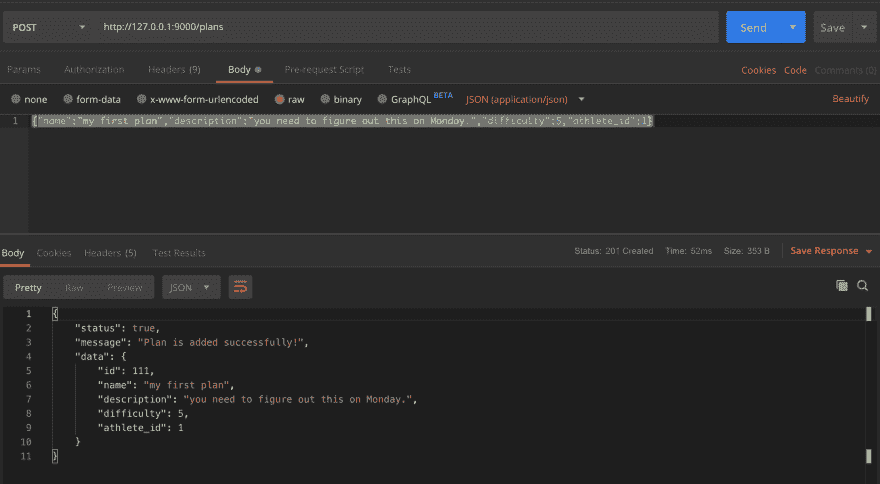 POST http://127.0.0.1:9000/plans Send Save
Params Authorization Headers (9) Body Pre-request Script Tests Cookies Code Comments (0)
none form-data x-www-form-urlencoded raw binary GraphQL BETA JSON (application/json) Beautify
1 {"name":"my first plan","description":"you need to figure out this on Monday.","difficulty":5,"athlete_id":1}
Body Cookies Headers (5) Test Results Status: 201 Created Time: 52ms Size: 353 B Save Response
Pretty Raw Preview JSON
1 {
2 "status": true,
3 "message": "Plan is added successfully!",
4 "data": {
5 "id": 111,
6 "name": "my first plan",
7 "description": "you need to figure out this on Monday.",
8 "difficulty": 5,
9 "athlete_id": 1
10 }
11 }